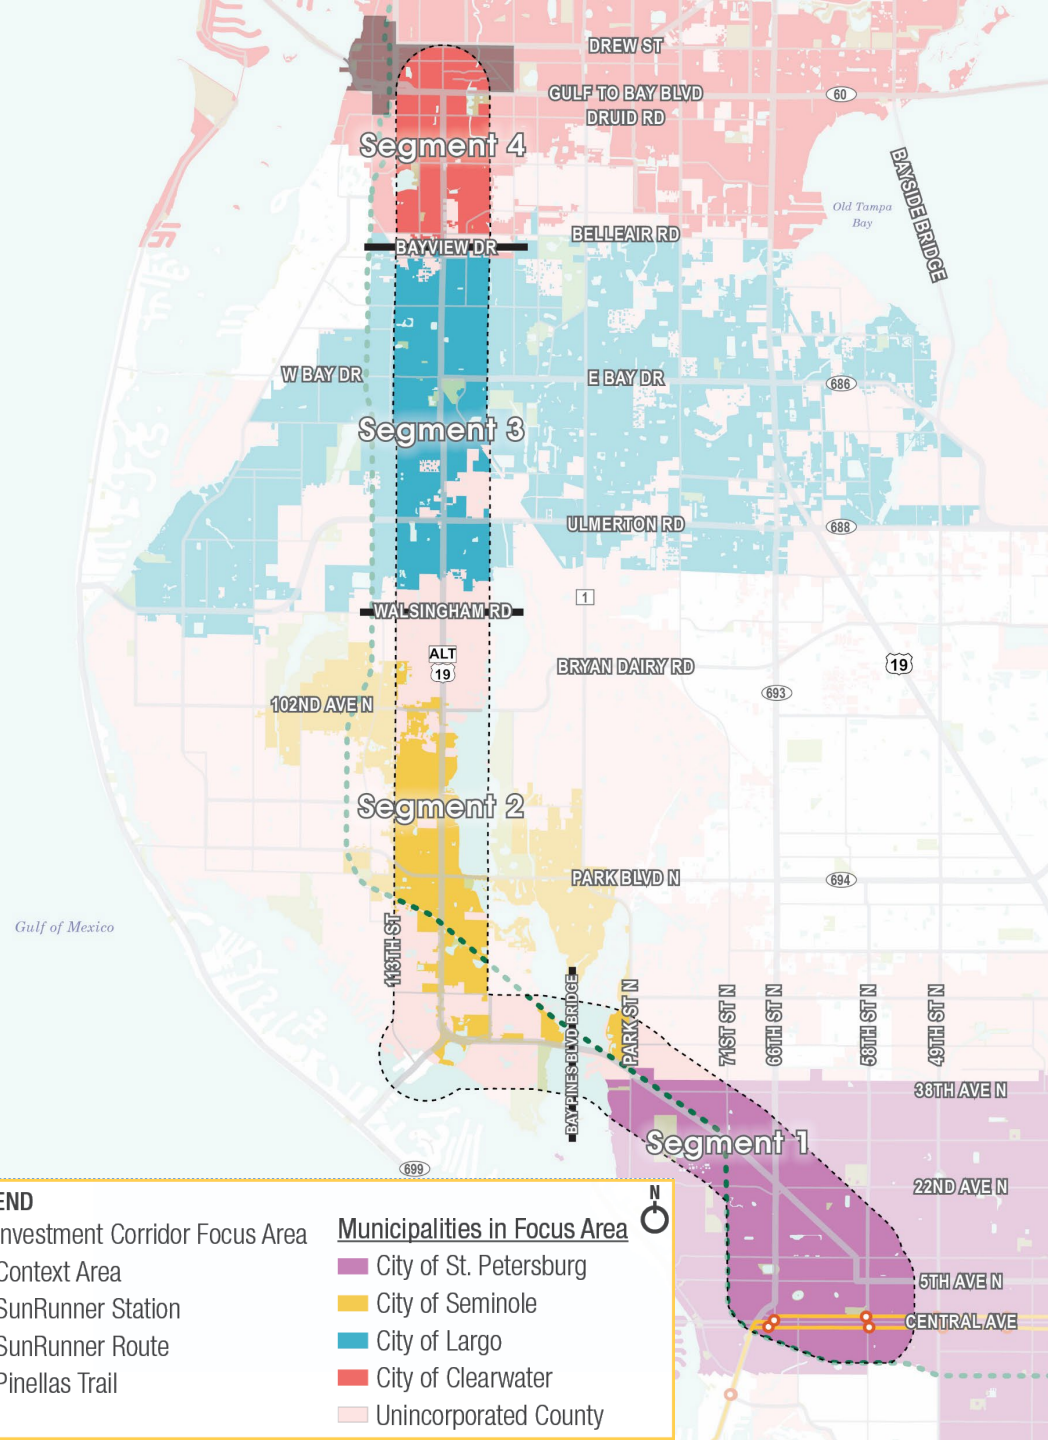 DREW ST
GULF TO BAY BLVD
60
DRUID RD
Segment 4
BAYSIDE BRIDGE
Old Tampa
Bay
BELLEAIR RD
BAYVIEW DR
W BAY DR
E BAY DR
686
Segment 3
ULMERTON RD
688
1
WALSINGHAM RD
ALT
19
BRYAN DAIRY RD
19
693
102ND AVE N
Segment 2
PARK BLVD N
694
Gulf of Mexico
113TH ST
BAY PINES BLVD BRIDGE
PARK ST N
71ST ST N
66TH ST N
58TH ST N
49TH ST N
38TH AVE N
Segment 1
699
22ND AVE N
5TH AVE N
CENTRAL AVE
END
nvestment Corridor Focus Area
Context Area
SunRunner Station
SunRunner Route
Pinellas Trail
N
Municipalities in Focus Area
City of St. Petersburg
City of Seminole
City of Largo
City of Clearwater
Unincorporated County